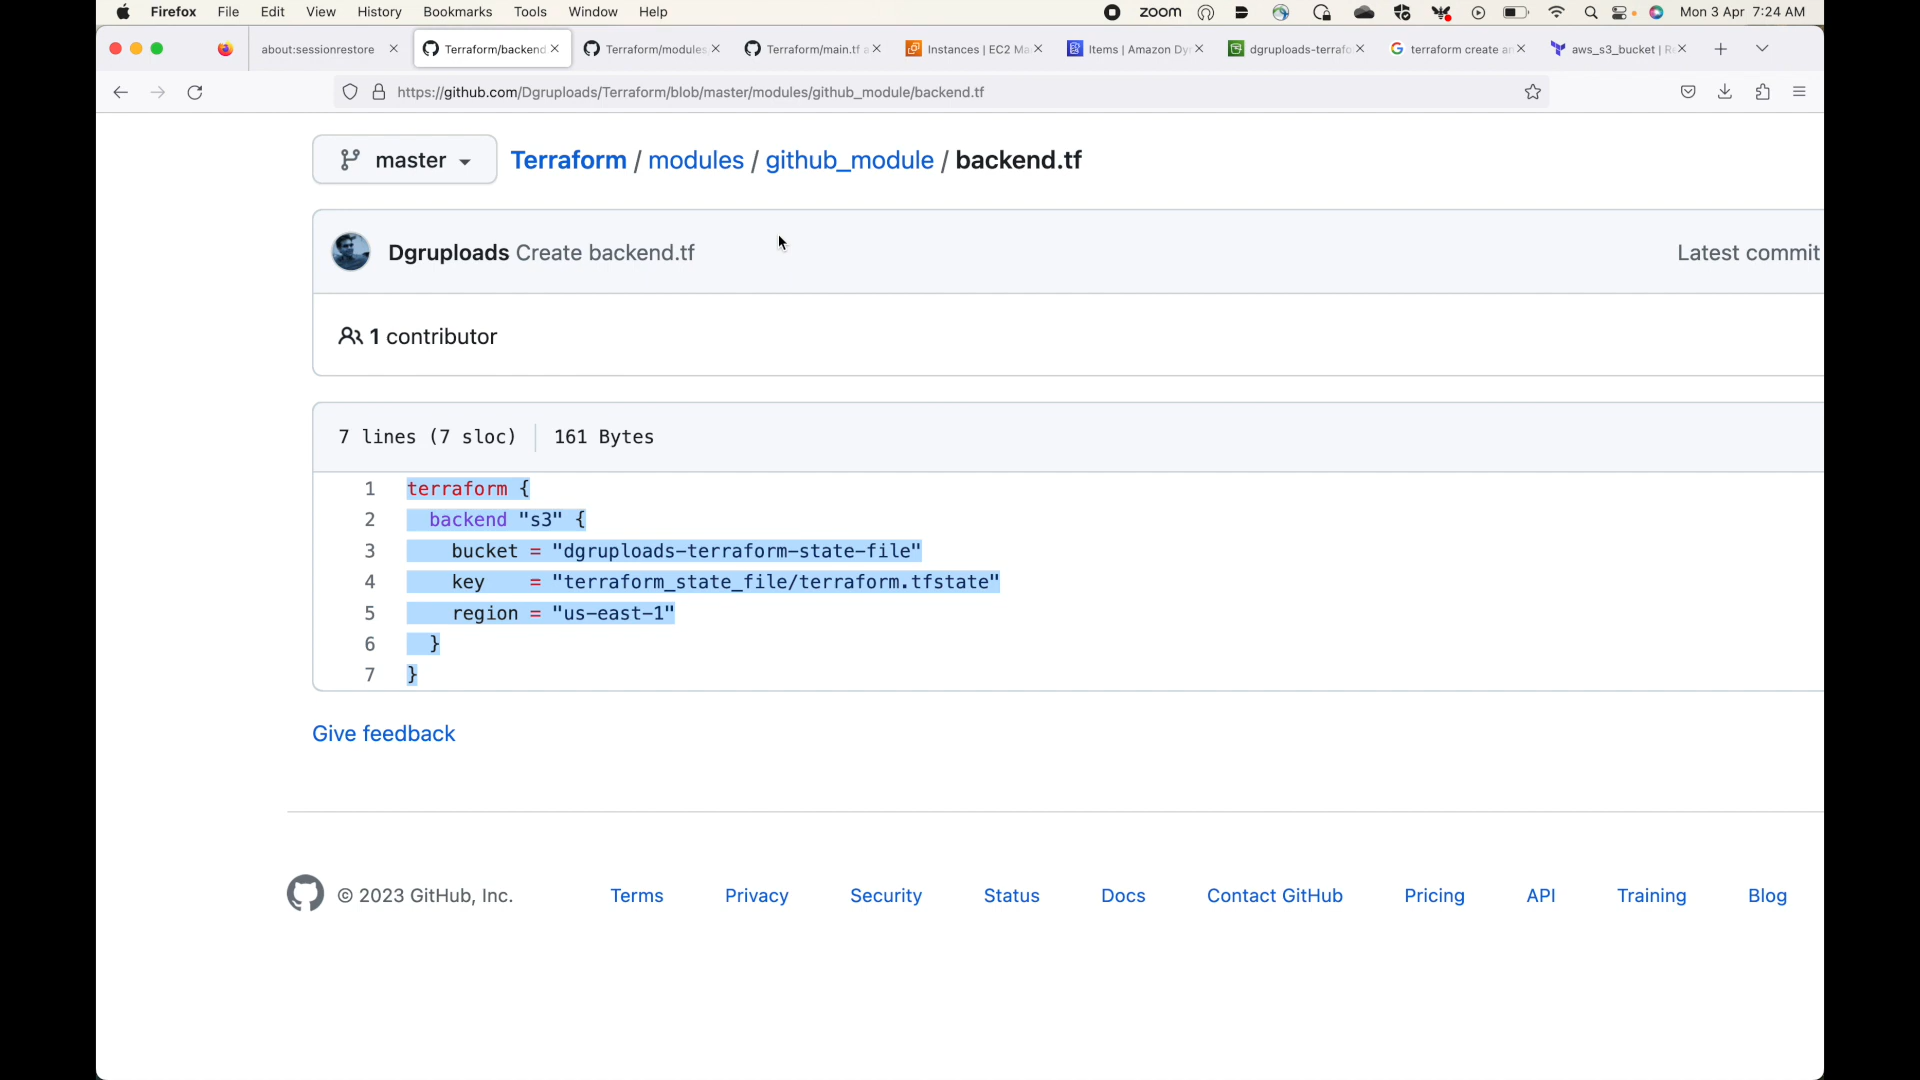 Firefox File Edit View History Bookmarks Tools Window Help zoom Mon 3 Apr 7:24 AM
about:sessionrestore Terraform/backend Terraform/modules Terraform/main.tf Instances | EC2 Ma Items | Amazon Dy dgruploads-terrafo terraform create an aws_s3_bucket | R
https://github.com/Dgruploads/Terraform/blob/master/modules/github_module/backend.tf
master Terraform / modules / github_module / backend.tf
Dgruploads Create backend.tf Latest commit
1 contributor
7 lines (7 sloc) 161 Bytes
1 terraform {
2 backend "s3" {
3 bucket = "dgruploads-terraform-state-file"
4 key = "terraform_state_file/terraform.tfstate"
5 region = "us-east-1"
6 }
7 }
Give feedback
© 2023 GitHub, Inc. Terms Privacy Security Status Docs Contact GitHub Pricing API Training Blog